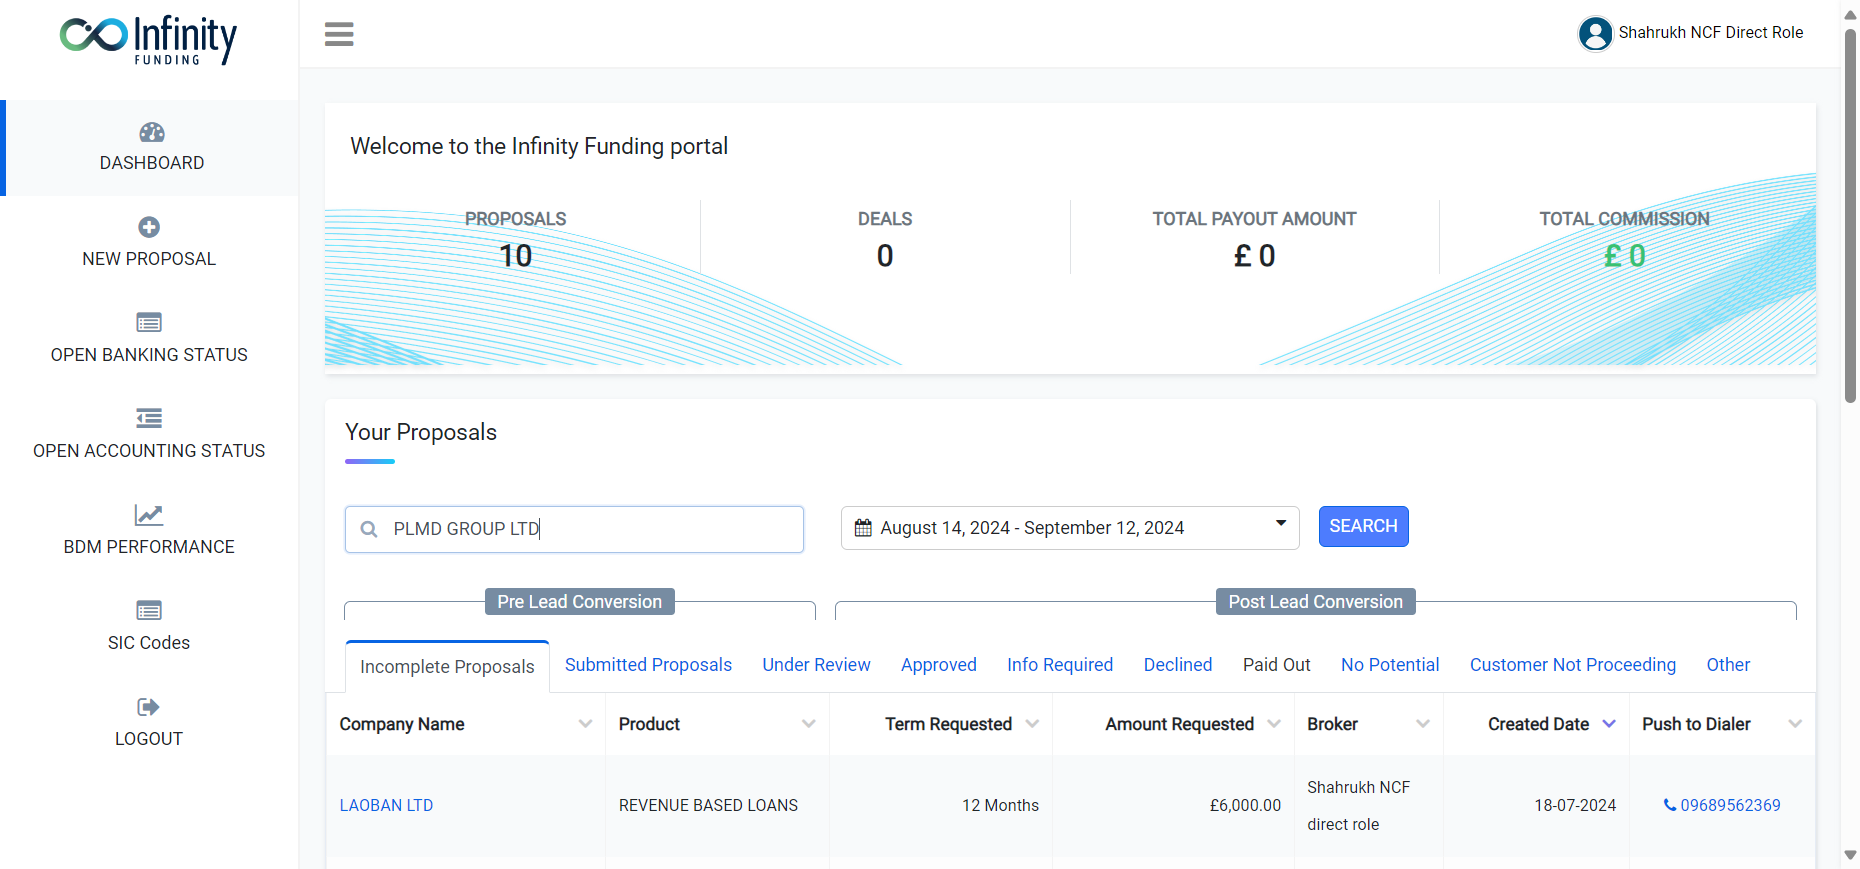 Infinity
FUNDING
Shahrukh NCF Direct Role
DASHBOARD
NEW PROPOSAL
OPEN BANKING STATUS
OPEN ACCOUNTING STATUS
BDM PERFORMANCE
SIC Codes
LOGOUT
Welcome to the Infinity Funding portal
PROPOSALS DEALS TOTAL PAYOUT AMOUNT TOTAL COMMISSION
10 0 £ 0 £ 0
Your Proposals
PLMD GROUP LTD August 14, 2024 - September 12, 2024 SEARCH
Pre Lead Conversion Post Lead Conversion
Incomplete Proposals Submitted Proposals Under Review Approved Info Required Declined Paid Out No Potential Customer Not Proceeding Other
Company Name Product Term Requested Amount Requested Broker Created Date Push to Dialer
LAOBAN LTD REVENUE BASED LOANS 12 Months £6,000.00 Shahrukh NCF direct role 18-07-2024 09689562369